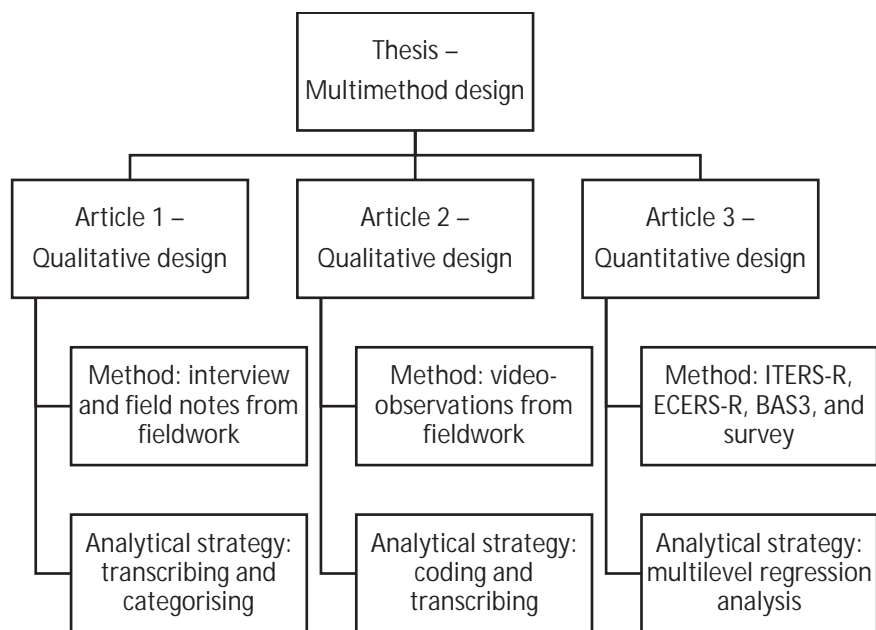 Thesis –
Multimethod design
Article 1 –
Qualitative design
Article 2 –
Qualitative design
Article 3 –
Quantitative design
Method: interview
and field notes from
fieldwork
Method: video-
observations from
fieldwork
Method: ITERS-R,
ECERS-R, BAS3, and
survey
Analytical strategy:
transcribing and
categorising
Analytical strategy:
coding and
transcribing
Analytical strategy:
multilevel regression
analysis